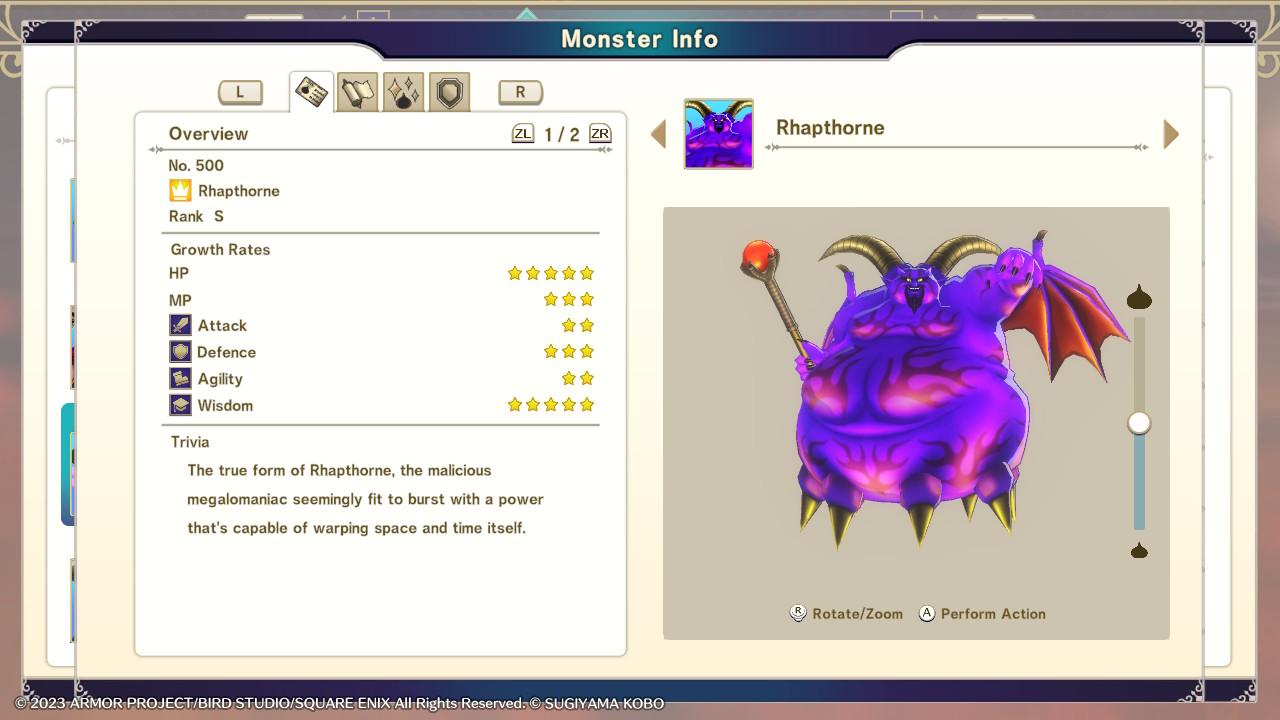 Monster Info
L
R
Overview
ZL 1 / 2 ZR
No. 500
Rhapthorne
Rank S
Growth Rates
HP
MP
Attack
Defence
Agility
Wisdom
Trivia
The true form of Rhapthorne, the malicious
megalomaniac seemingly fit to burst with a power
that's capable of warping space and time itself.
Rhapthorne
R Rotate/Zoom A Perform Action
© 2023 ARMOR PROJECT/BIRD STUDIO/SQUARE ENIX All Rights Reserved. © SUGIYAMA KOBO